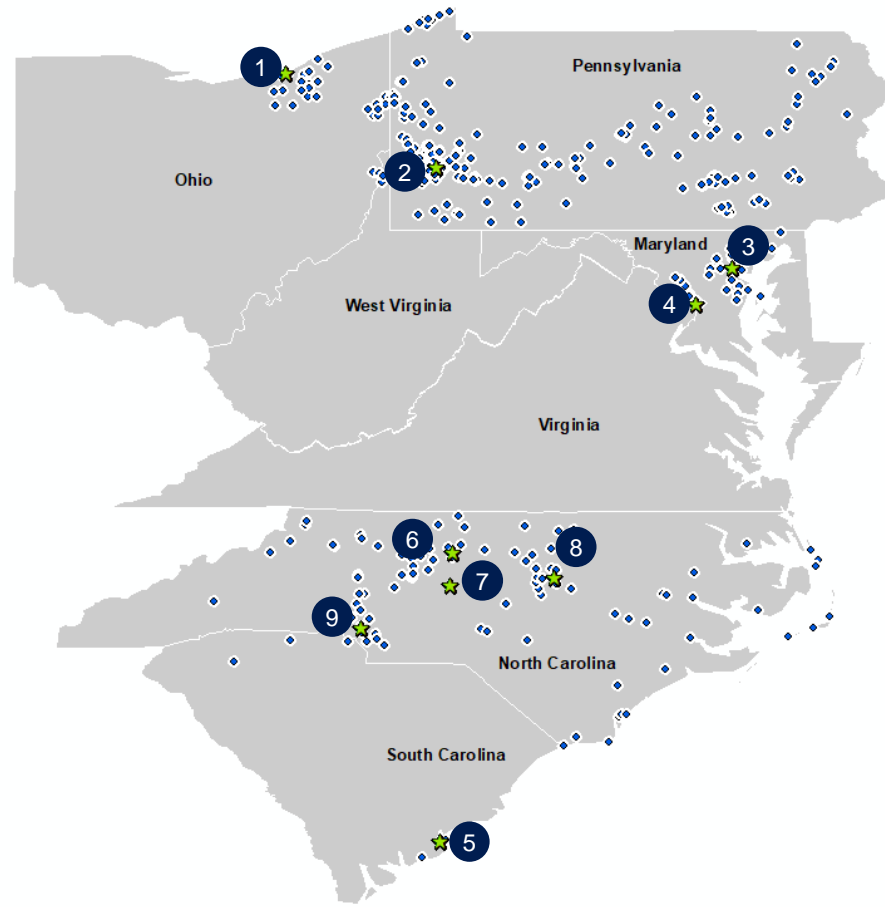 Pennsylvania
1
Ohio
2
Maryland
3
West Virginia
4
Virginia
6
8
7
9
North Carolina
South Carolina
5